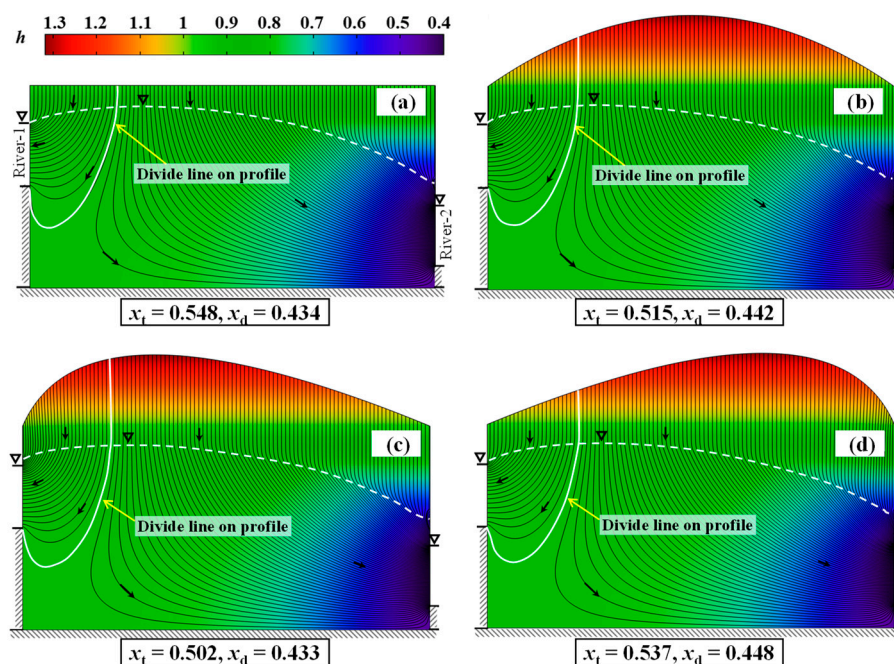 h 1.3 1.2 1.1 1 0.9 0.8 0.7 0.6 0.5 0.4
(a)
River-1
Divide line on profile
River-2
xt = 0.548, xd = 0.434
(b)
Divide line on profile
xt = 0.515, xd = 0.442
(c)
Divide line on profile
xt = 0.502, xd = 0.433
(d)
Divide line on profile
xt = 0.537, xd = 0.448